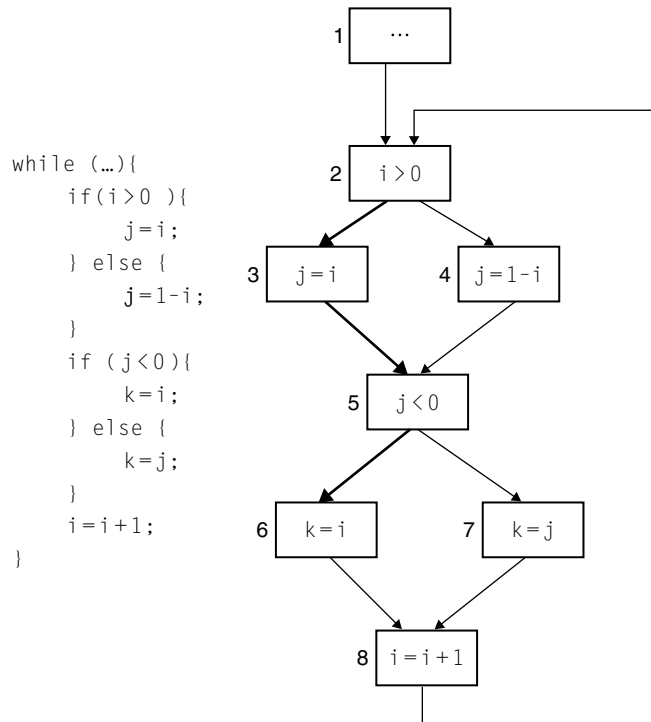 while (…){
if(i>0 ){
j=i;
} else {
j=1-i;
}
if (j<0){
k=i;
} else {
k=j;
}
i=i+1;
}
1 …
2 i>0
3 j=i
4 j=1-i
5 j<0
6 k=i
7 k=j
8 i=i+1